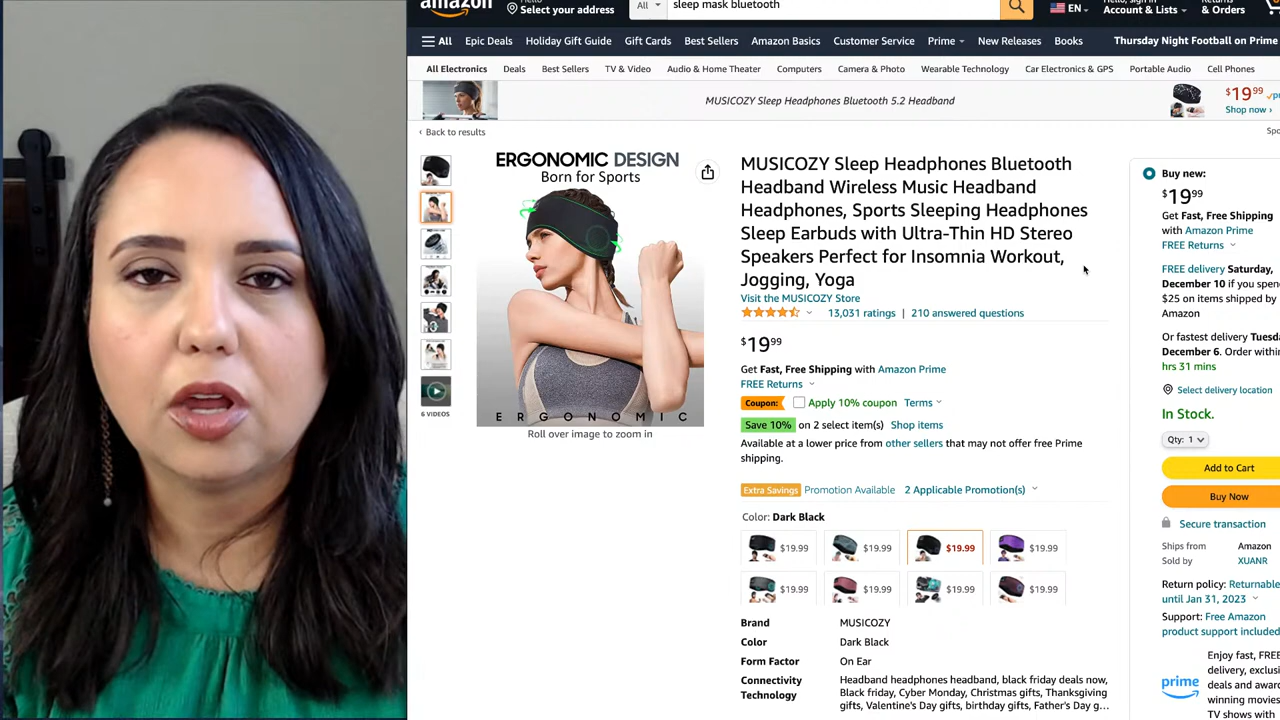 amazon
Hello
Select your address
All
sleep mask bluetooth
EN
Hello, sign in
Account & Lists
Returns
& Orders
All
Epic Deals
Holiday Gift Guide
Gift Cards
Best Sellers
Amazon Basics
Customer Service
Prime
New Releases
Books
Thursday Night Football on Prime
All Electronics
Deals
Best Sellers
TV & Video
Audio & Home Theater
Computers
Camera & Photo
Wearable Technology
Car Electronics & GPS
Portable Audio
Cell Phones
MUSICOZY Sleep Headphones Bluetooth 5.2 Headband
$19 99
Shop now ›
‹ Back to results
Spo
ERGONOMIC DESIGN
Born for Sports
ERGONOMIC
Roll over image to zoom in
6 VIDEOS
MUSICOZY Sleep Headphones Bluetooth
Headband Wireless Music Headband
Headphones, Sports Sleeping Headphones
Sleep Earbuds with Ultra-Thin HD Stereo
Speakers Perfect for Insomnia Workout,
Jogging, Yoga
Visit the MUSICOZY Store
13,031 ratings | 210 answered questions
$19 99
Get Fast, Free Shipping with Amazon Prime
FREE Returns
Coupon: Apply 10% coupon Terms
Save 10% on 2 select item(s) Shop items
Available at a lower price from other sellers that may not offer free Prime
shipping.
Extra Savings Promotion Available 2 Applicable Promotion(s)
Color: Dark Black
$19.99 $19.99 $19.99 $19.99
$19.99 $19.99 $19.99 $19.99
Brand MUSICOZY
Color Dark Black
Form Factor On Ear
Connectivity
Technology
Headband headphones headband, black friday deals now,
Black friday, Cyber Monday, Christmas gifts, Thanksgiving
gifts, Valentine's Day gifts, birthday gifts, Father's Day g...
Buy new:
$19 99
Get Fast, Free Shipping
with Amazon Prime
FREE Returns
FREE delivery Saturday,
December 10 if you spen
$25 on items shipped by
Amazon
Or fastest delivery Tuesd
December 6. Order within
hrs 31 mins
Select delivery location
In Stock.
Qty: 1
Add to Cart
Buy Now
Secure transaction
Ships from Amazon
Sold by XUANR
Return policy: Returnable
until Jan 31, 2023
Support: Free Amazon
product support included
prime
Enjoy fast, FREE
delivery, exclusi
deals and award
winning movies
TV shows with